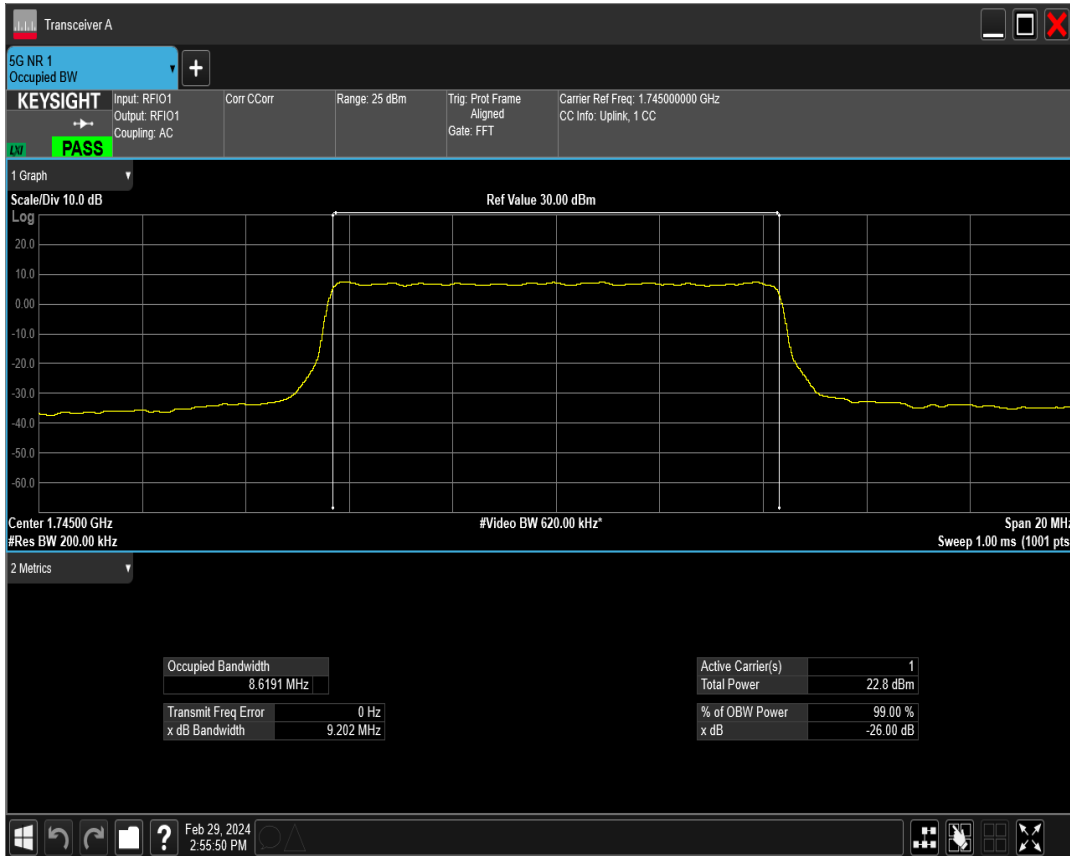 Transceiver A
5G NR 1
Occupied BW
KEYSIGHT
Input: RFIO1
Output: RFIO1
Coupling: AC
Corr CCorr
Range: 25 dBm
Trig: Prot Frame
Aligned
Gate: FFT
Carrier Ref Freq: 1.745000000 GHz
CC Info: Uplink, 1 CC
LXI
PASS
1 Graph
Scale/Div 10.0 dB
Ref Value 30.00 dBm
Log
20.0
10.0
0.00
-10.0
-20.0
-30.0
-40.0
-50.0
-60.0
Center 1.74500 GHz
#Video BW 620.00 kHz*
Span 20 MHz
#Res BW 200.00 kHz
Sweep 1.00 ms (1001 pts
2 Metrics
Occupied Bandwidth
8.6191 MHz
Transmit Freq Error 0 Hz
x dB Bandwidth 9.202 MHz
Active Carrier(s) 1
Total Power 22.8 dBm
% of OBW Power 99.00 %
x dB -26.00 dB
Feb 29, 2024
2:55:50 PM